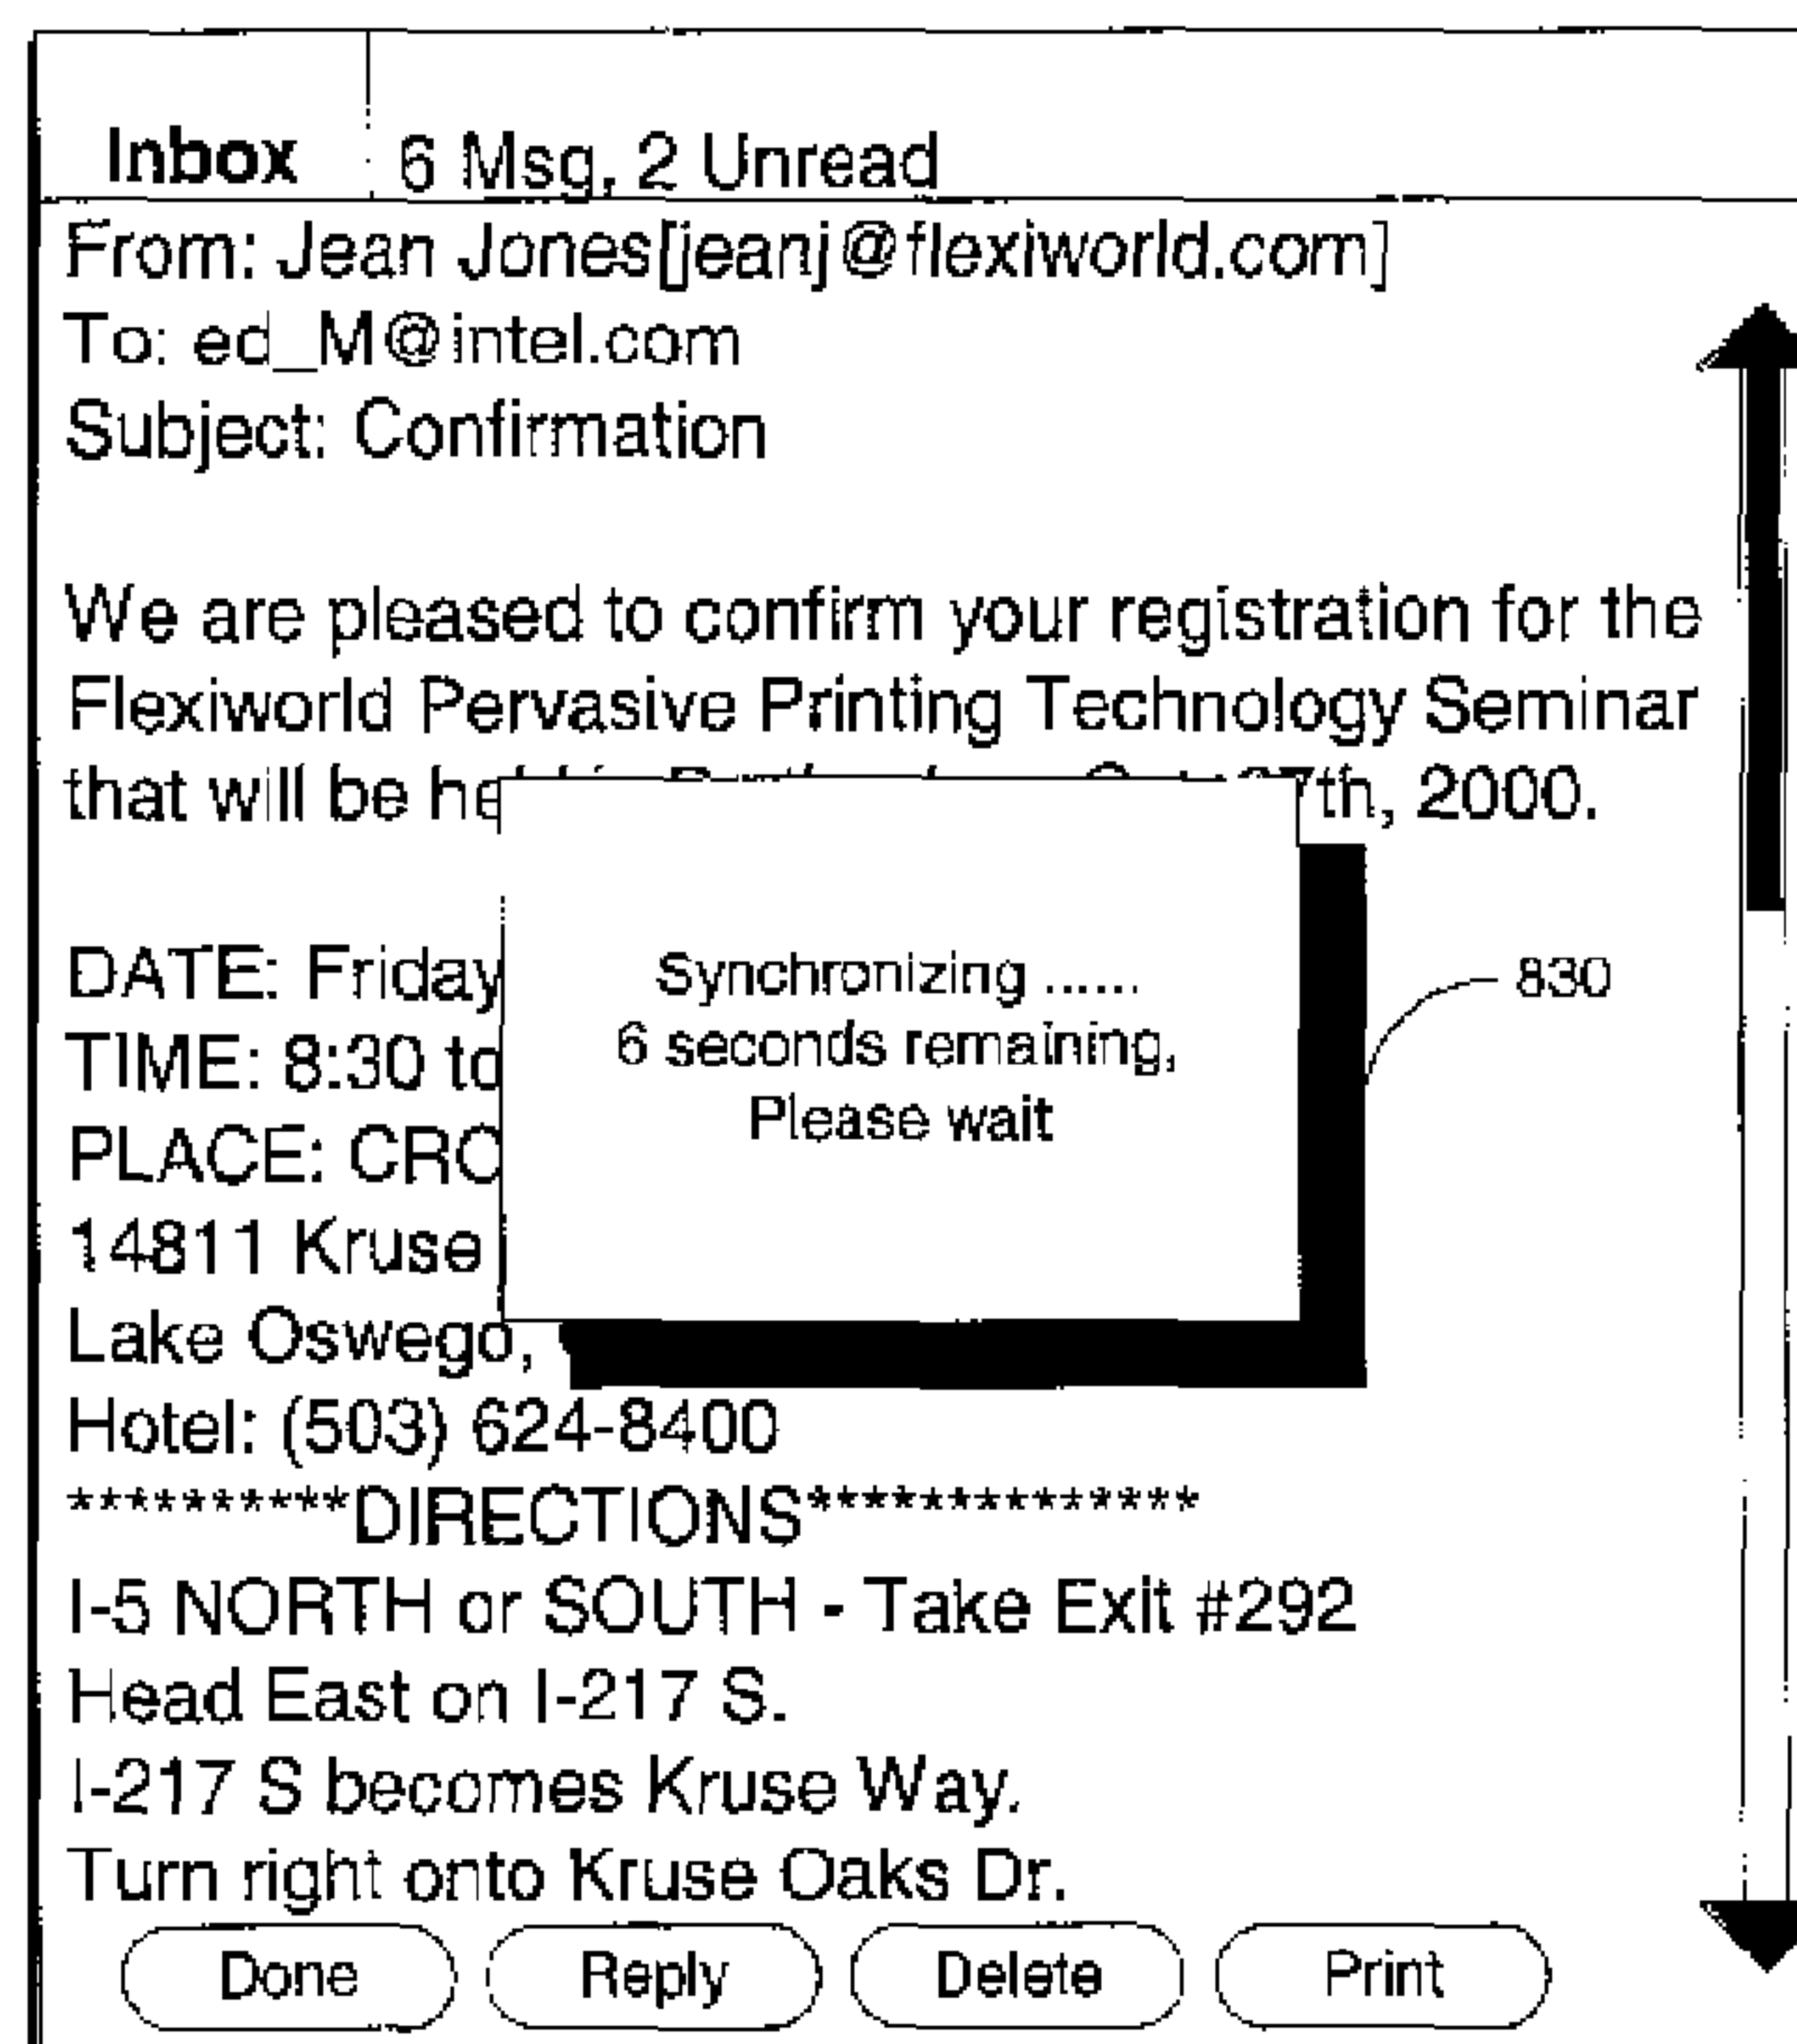 Inbox 6 Msg, 2 Unread
From: Jean Jones[jeanj@flexiworld.com]
To: ed_M@intel.com
Subject: Confirmation
We are pleased to confirm your registration for the
Flexiworld Pervasive Printing Technology Seminar
that will be 7th, 2000.
DATE: Friday
TIME: 8:30 to
PLACE: CRO
14811 Kruse
Lake Oswego,
Synchronizing ......
6 seconds remaining,
Please wait
830
Hotel: (503) 624-8400
**********DIRECTIONS**************
I-5 NORTH or SOUTH - Take Exit #292
Head East on I-217 S.
I-217 S becomes Kruse Way.
Turn right onto Kruse Oaks Dr.
Done Reply Delete Print